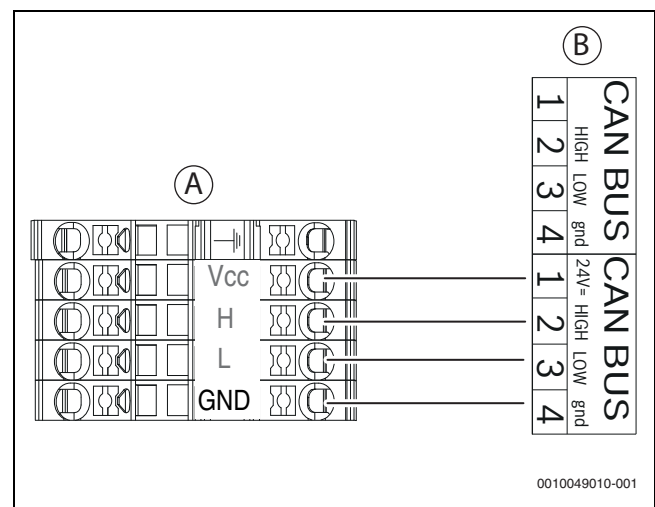 B
A
Vcc
H
L
GND
1 2 3 4 1 2 3 4
HIGH LOW gnd 24V= HIGH LOW gnd
CAN BUS CAN BUS
0010049010-001